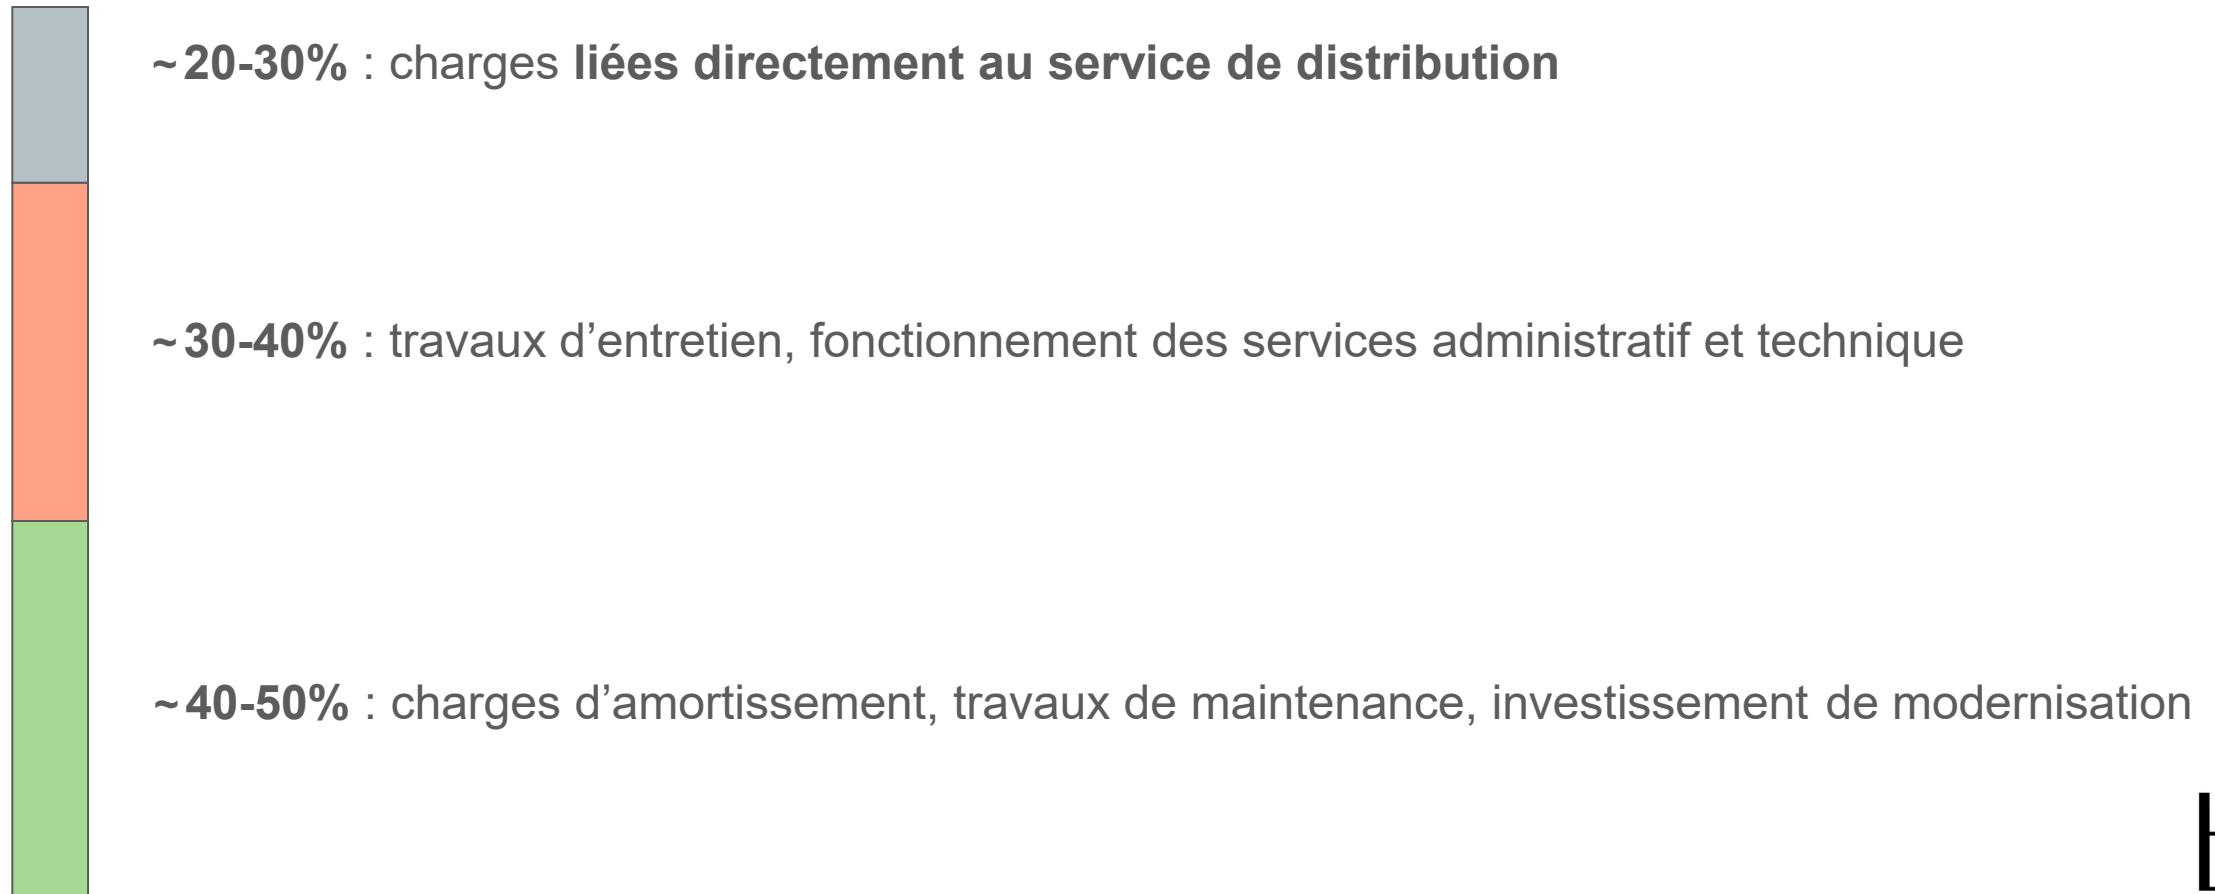 ~20-30% : charges liées directement au service de distribution
~30-40% : travaux d’entretien, fonctionnement des services administratif et technique
~40-50% : charges d’amortissement, travaux de maintenance, investissement de modernisation